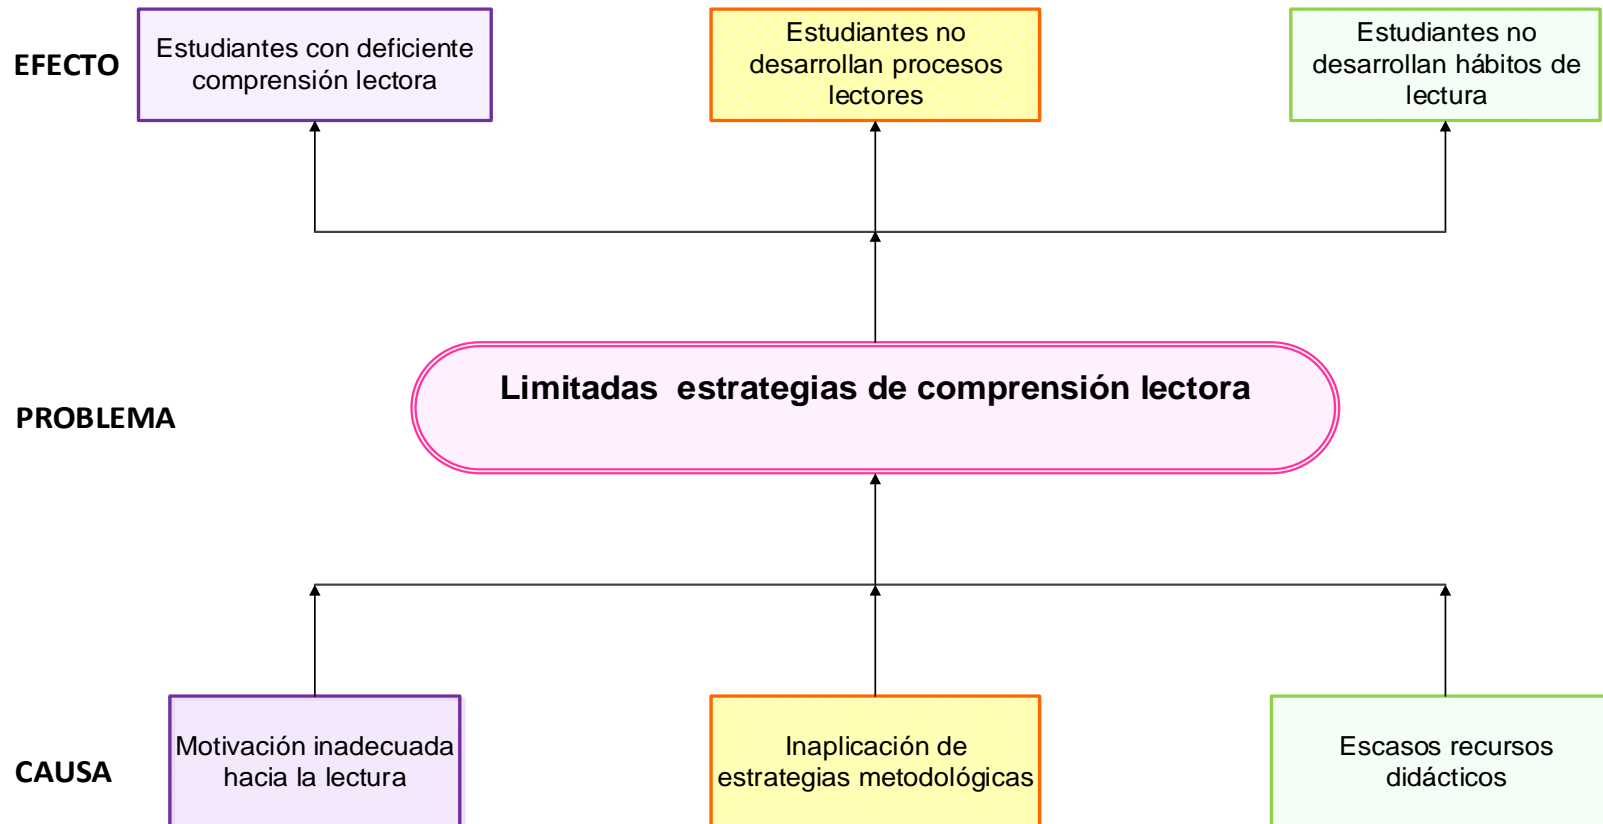 EFECTO
Estudiantes con deficiente
comprensión lectora
Estudiantes no
desarrollan procesos
lectores
Estudiantes no
desarrollan hábitos de
lectura
PROBLEMA
Limitadas  estrategias de comprensión lectora
CAUSA
Motivación inadecuada
hacia la lectura
Inaplicación de
estrategias metodológicas
Escasos recursos
didácticos